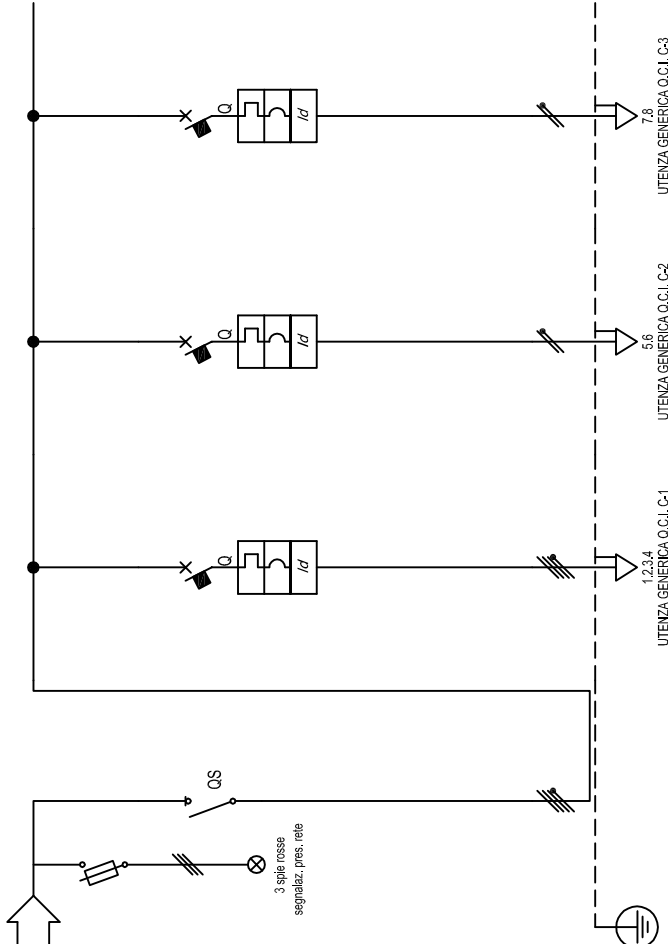 Q
Id
7.8
UTENZA GENERICA Q.C.I. C-3
Q
Id
5.6
UTENZA GENERICA Q.C.I. C-2
Q
Id
1.2.3.4
UTENZA GENERICA Q.C.I. C-1
QS
3 spie rosse
segnalaz. pres. rete